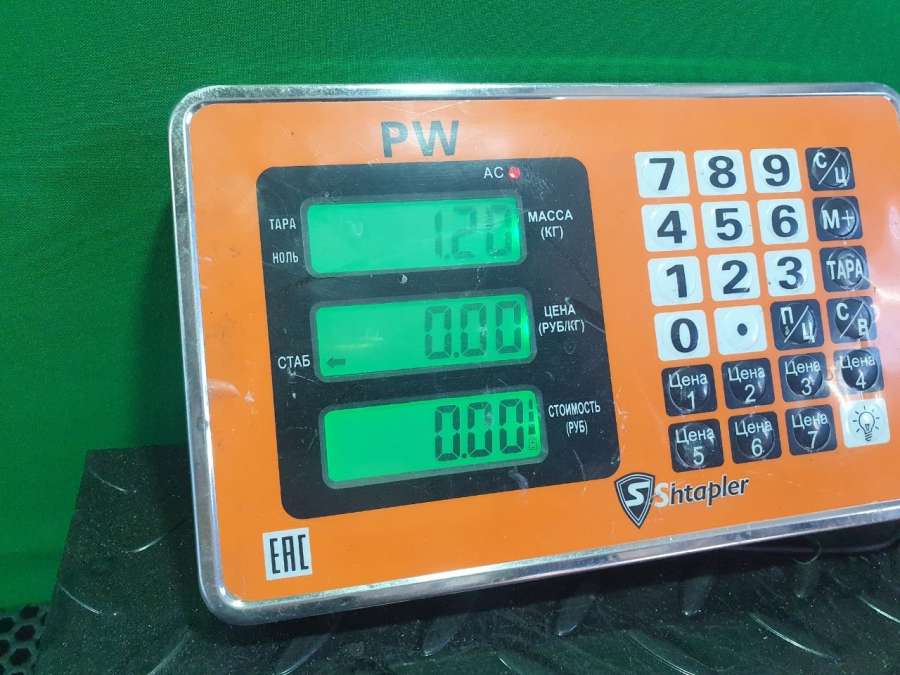 PW
AC
ТАРА
НОЛЬ
1.20
МАССА
(КГ)
0.00
ЦЕНА
(РУБ/КГ)
СТАБ
0.00
СТОИМОСТЬ
(РУБ)
7 8 9 С/Ц
4 5 6 М+
1 2 3 ТАРА
0 • П/Ц С/В
Цена 1 Цена 2 Цена 3 Цена 4
Цена 5 Цена 6 Цена 7
S Shtapler
EAC